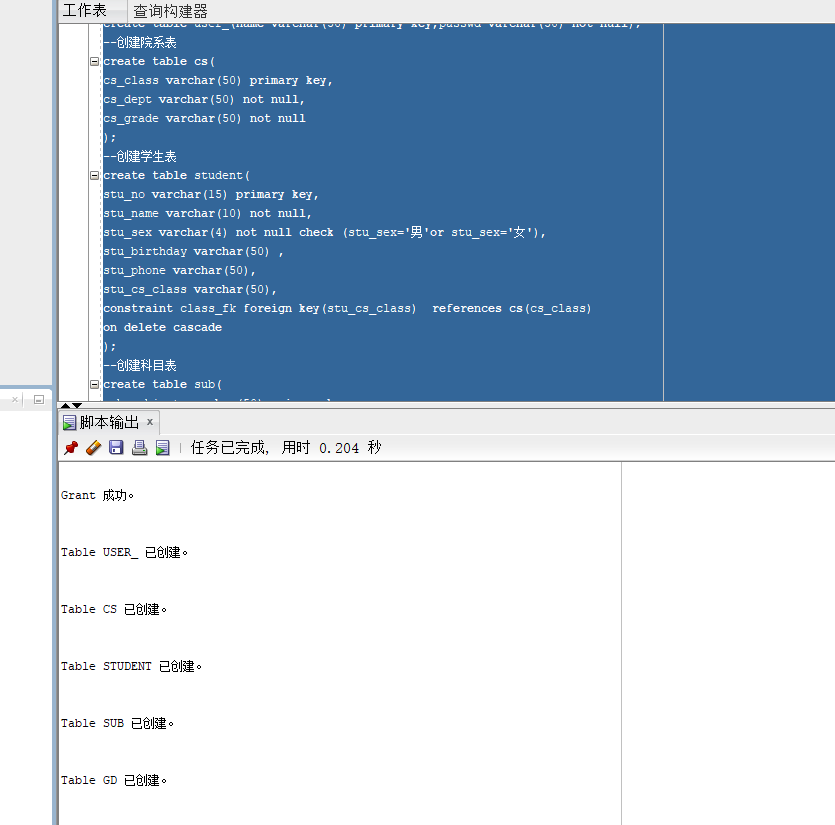 工作表 查询构建器
create table user_(name varchar(50) primary key,passwd varchar(50) not null);
--创建院系表
create table cs(
cs_class varchar(50) primary key,
cs_dept varchar(50) not null,
cs_grade varchar(50) not null
);
--创建学生表
create table student(
stu_no varchar(15) primary key,
stu_name varchar(10) not null,
stu_sex varchar(4) not null check (stu_sex='男'or stu_sex='女'),
stu_birthday varchar(50) ,
stu_phone varchar(50),
stu_cs_class varchar(50),
constraint class_fk foreign key(stu_cs_class)  references cs(cs_class)
on delete cascade
);
--创建科目表
create table sub(
脚本输出 x
任务已完成, 用时 0.204 秒
Grant 成功。
Table USER_ 已创建。
Table CS 已创建。
Table STUDENT 已创建。
Table SUB 已创建。
Table GD 已创建。